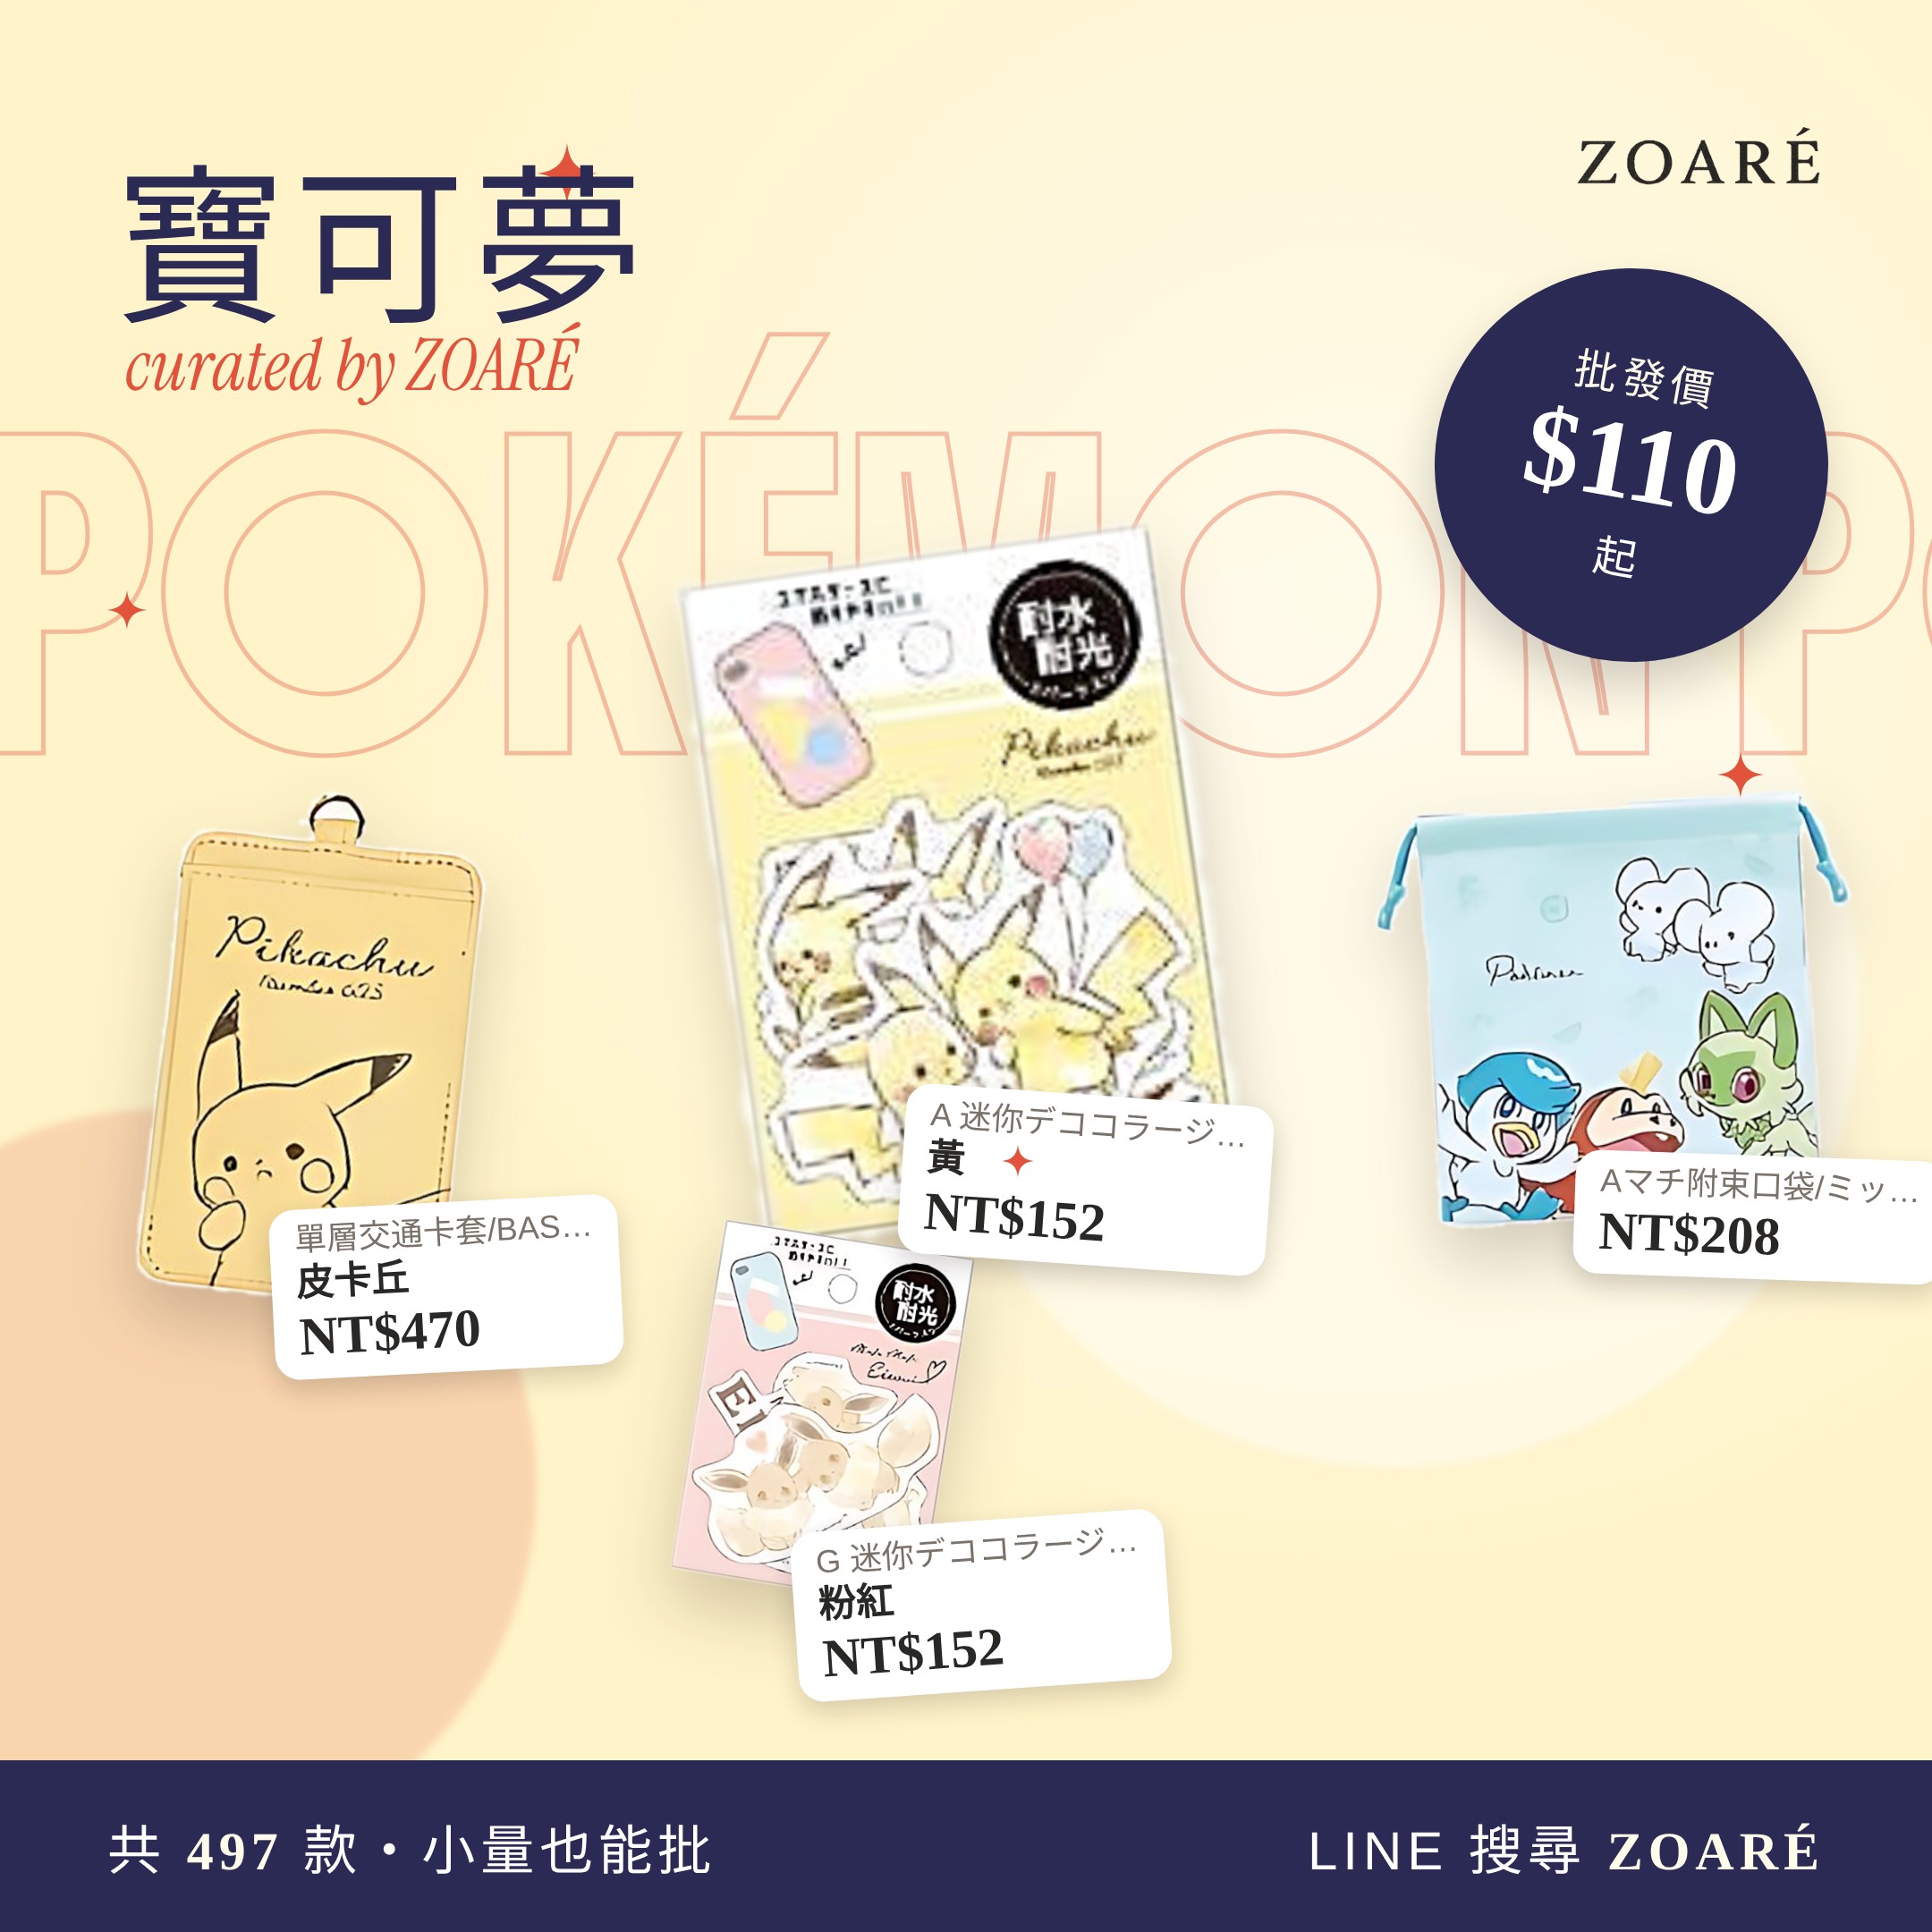 寶可夢
curated by ZOARÉ
ZOARÉ
POKÉMON
批發價
$110
起
耐水
耐光
Pikachu
Pikachu
單層交通卡套/BAS…
皮卡丘
NT$470
A 迷你デココラージ…
黃
NT$152
Aマチ附束口袋/ミッ…
NT$208
耐水
耐光
G 迷你デココラージ…
粉紅
NT$152
共 497 款・小量也能批
LINE 搜尋 ZOARÉ